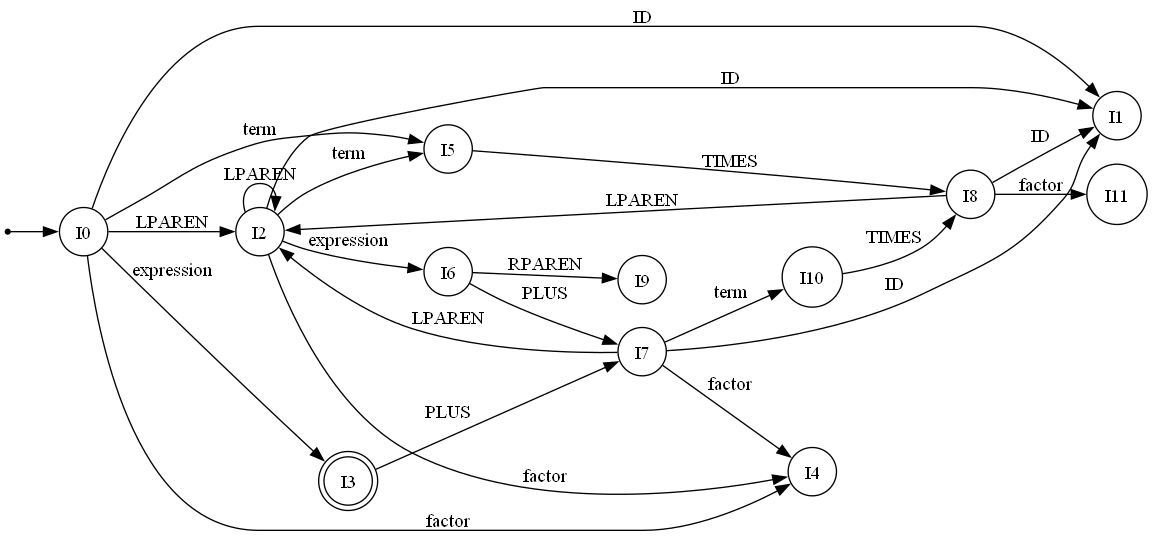 ID
ID
term
term
I5
TIMES
ID
I1
LPAREN
LPAREN
factor
I8
I11
I0
LPAREN
I2
expression
TIMES
expression
I6
RPAREN
I9
I10
PLUS
term
ID
LPAREN
I7
factor
PLUS
I3
factor
I4
factor